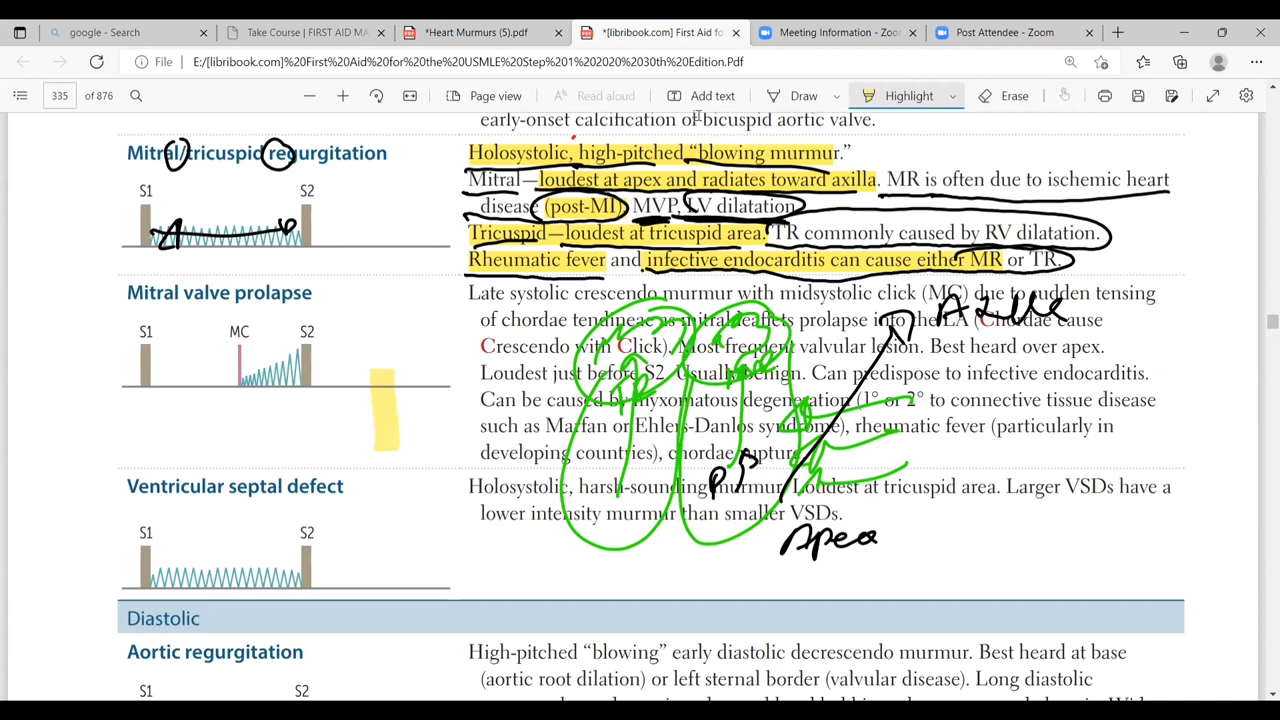 google - Search
Take Course | FIRST AID MA
*Heart Murmurs (5).pdf
*[libribook.com] First Aid fo
Meeting Information - Zoo
Post Attendee - Zoom
File
E:/[libribook.com]%20First%20Aid%20for%20the%20USMLE%20Step%201%202020%2030th%20Edition.Pdf
335 of 876
Page view
Read aloud
Add text
Draw
Highlight
Erase
early-onset calcification of bicuspid aortic valve.
Mitral/tricuspid regurgitation
S1 S2
Holosystolic, high-pitched “blowing murmur.”
Mitral—loudest at apex and radiates toward axilla. MR is often due to ischemic heart
disease (post-MI), MVP, LV dilatation.
Tricuspid—loudest at tricuspid area. TR commonly caused by RV dilatation.
Rheumatic fever and infective endocarditis can cause either MR or TR.
Mitral valve prolapse
S1 MC S2
Late systolic crescendo murmur with midsystolic click (MC) due to sudden tensing
of chordae tendineae as mitral leaflets prolapse into the LA (Chordae cause
Crescendo with Click). Most frequent valvular lesion. Best heard over apex.
Loudest just before S2. Usually benign. Can predispose to infective endocarditis.
Can be caused by myxomatous degeneration (1° or 2° to connective tissue disease
such as Marfan or Ehlers-Danlos syndrome), rheumatic fever (particularly in
developing countries), chordae rupture.
Apex
Ventricular septal defect
S1 S2
Holosystolic, harsh-sounding murmur. Loudest at tricuspid area. Larger VSDs have a
lower intensity murmur than smaller VSDs.
Diastolic
Aortic regurgitation
S1 S2
High-pitched “blowing” early diastolic decrescendo murmur. Best heard at base
(aortic root dilation) or left sternal border (valvular disease). Long diastolic